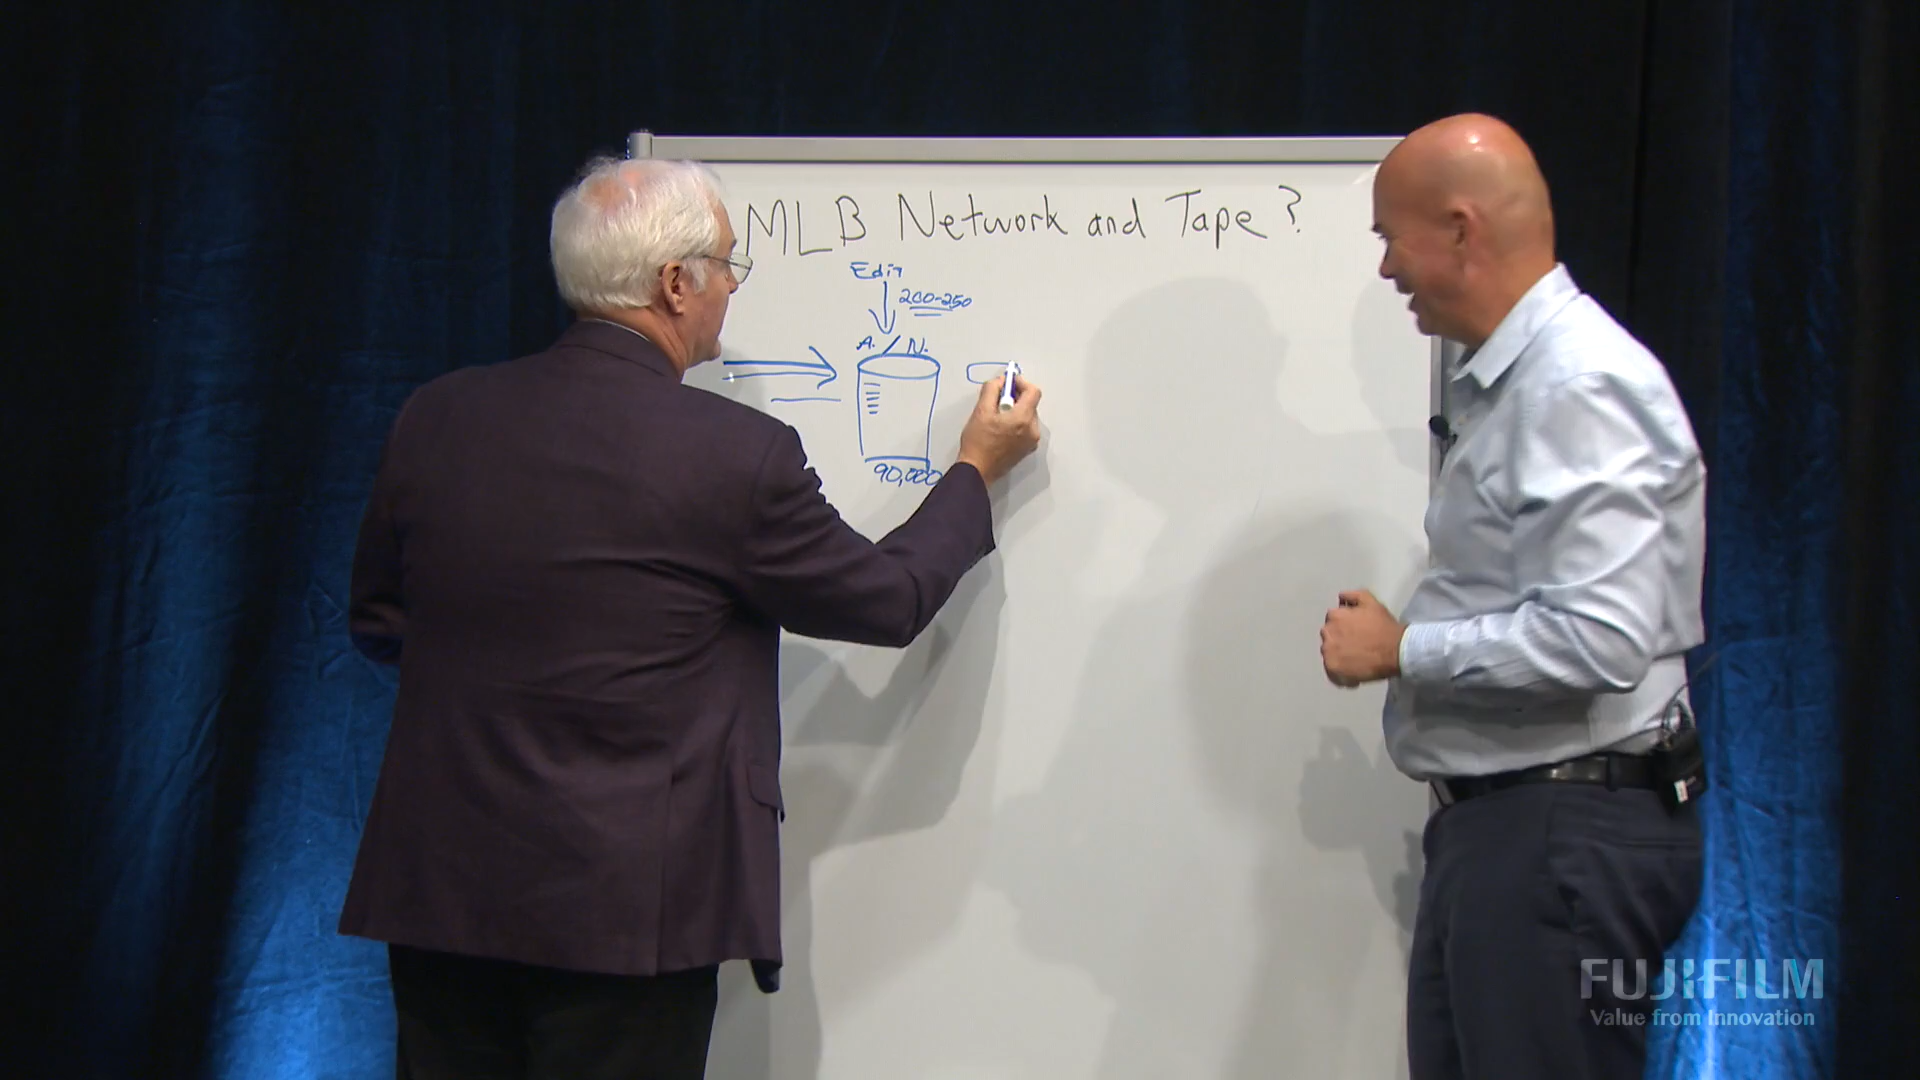 MLB Network and Tape?
Edit
200-250
A. / N.
90,000
FUJIFILM
Value from Innovation